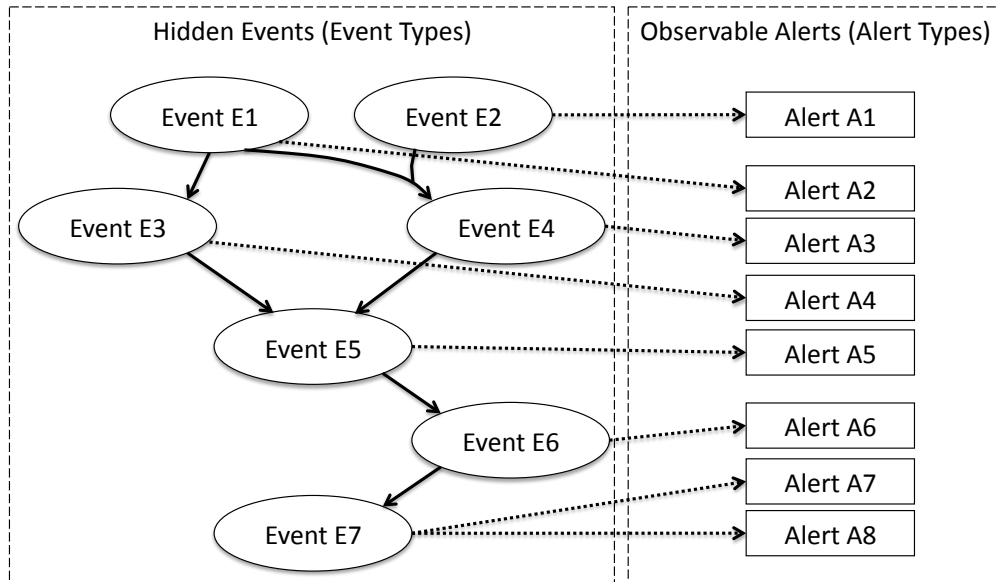 Hidden Events (Event Types)
Observable Alerts (Alert Types)
Event E1
Event E2
Alert A1
Alert A2
Event E3
Event E4
Alert A3
Alert A4
Event E5
Alert A5
Event E6
Alert A6
Alert A7
Event E7
Alert A8